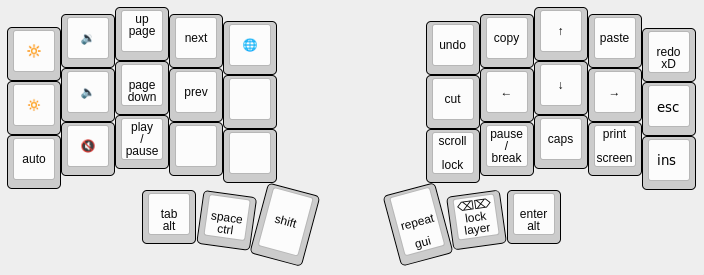 up
page
next
undo
copy
↑
paste
redo
xD
page
down
prev
cut
←
↓
→
esc
auto
play
/
pause
scroll
lock
pause
/
break
caps
print
screen
ins
tab
alt
space
ctrl
shift
repeat
gui
⌫⌦
lock
layer
enter
alt